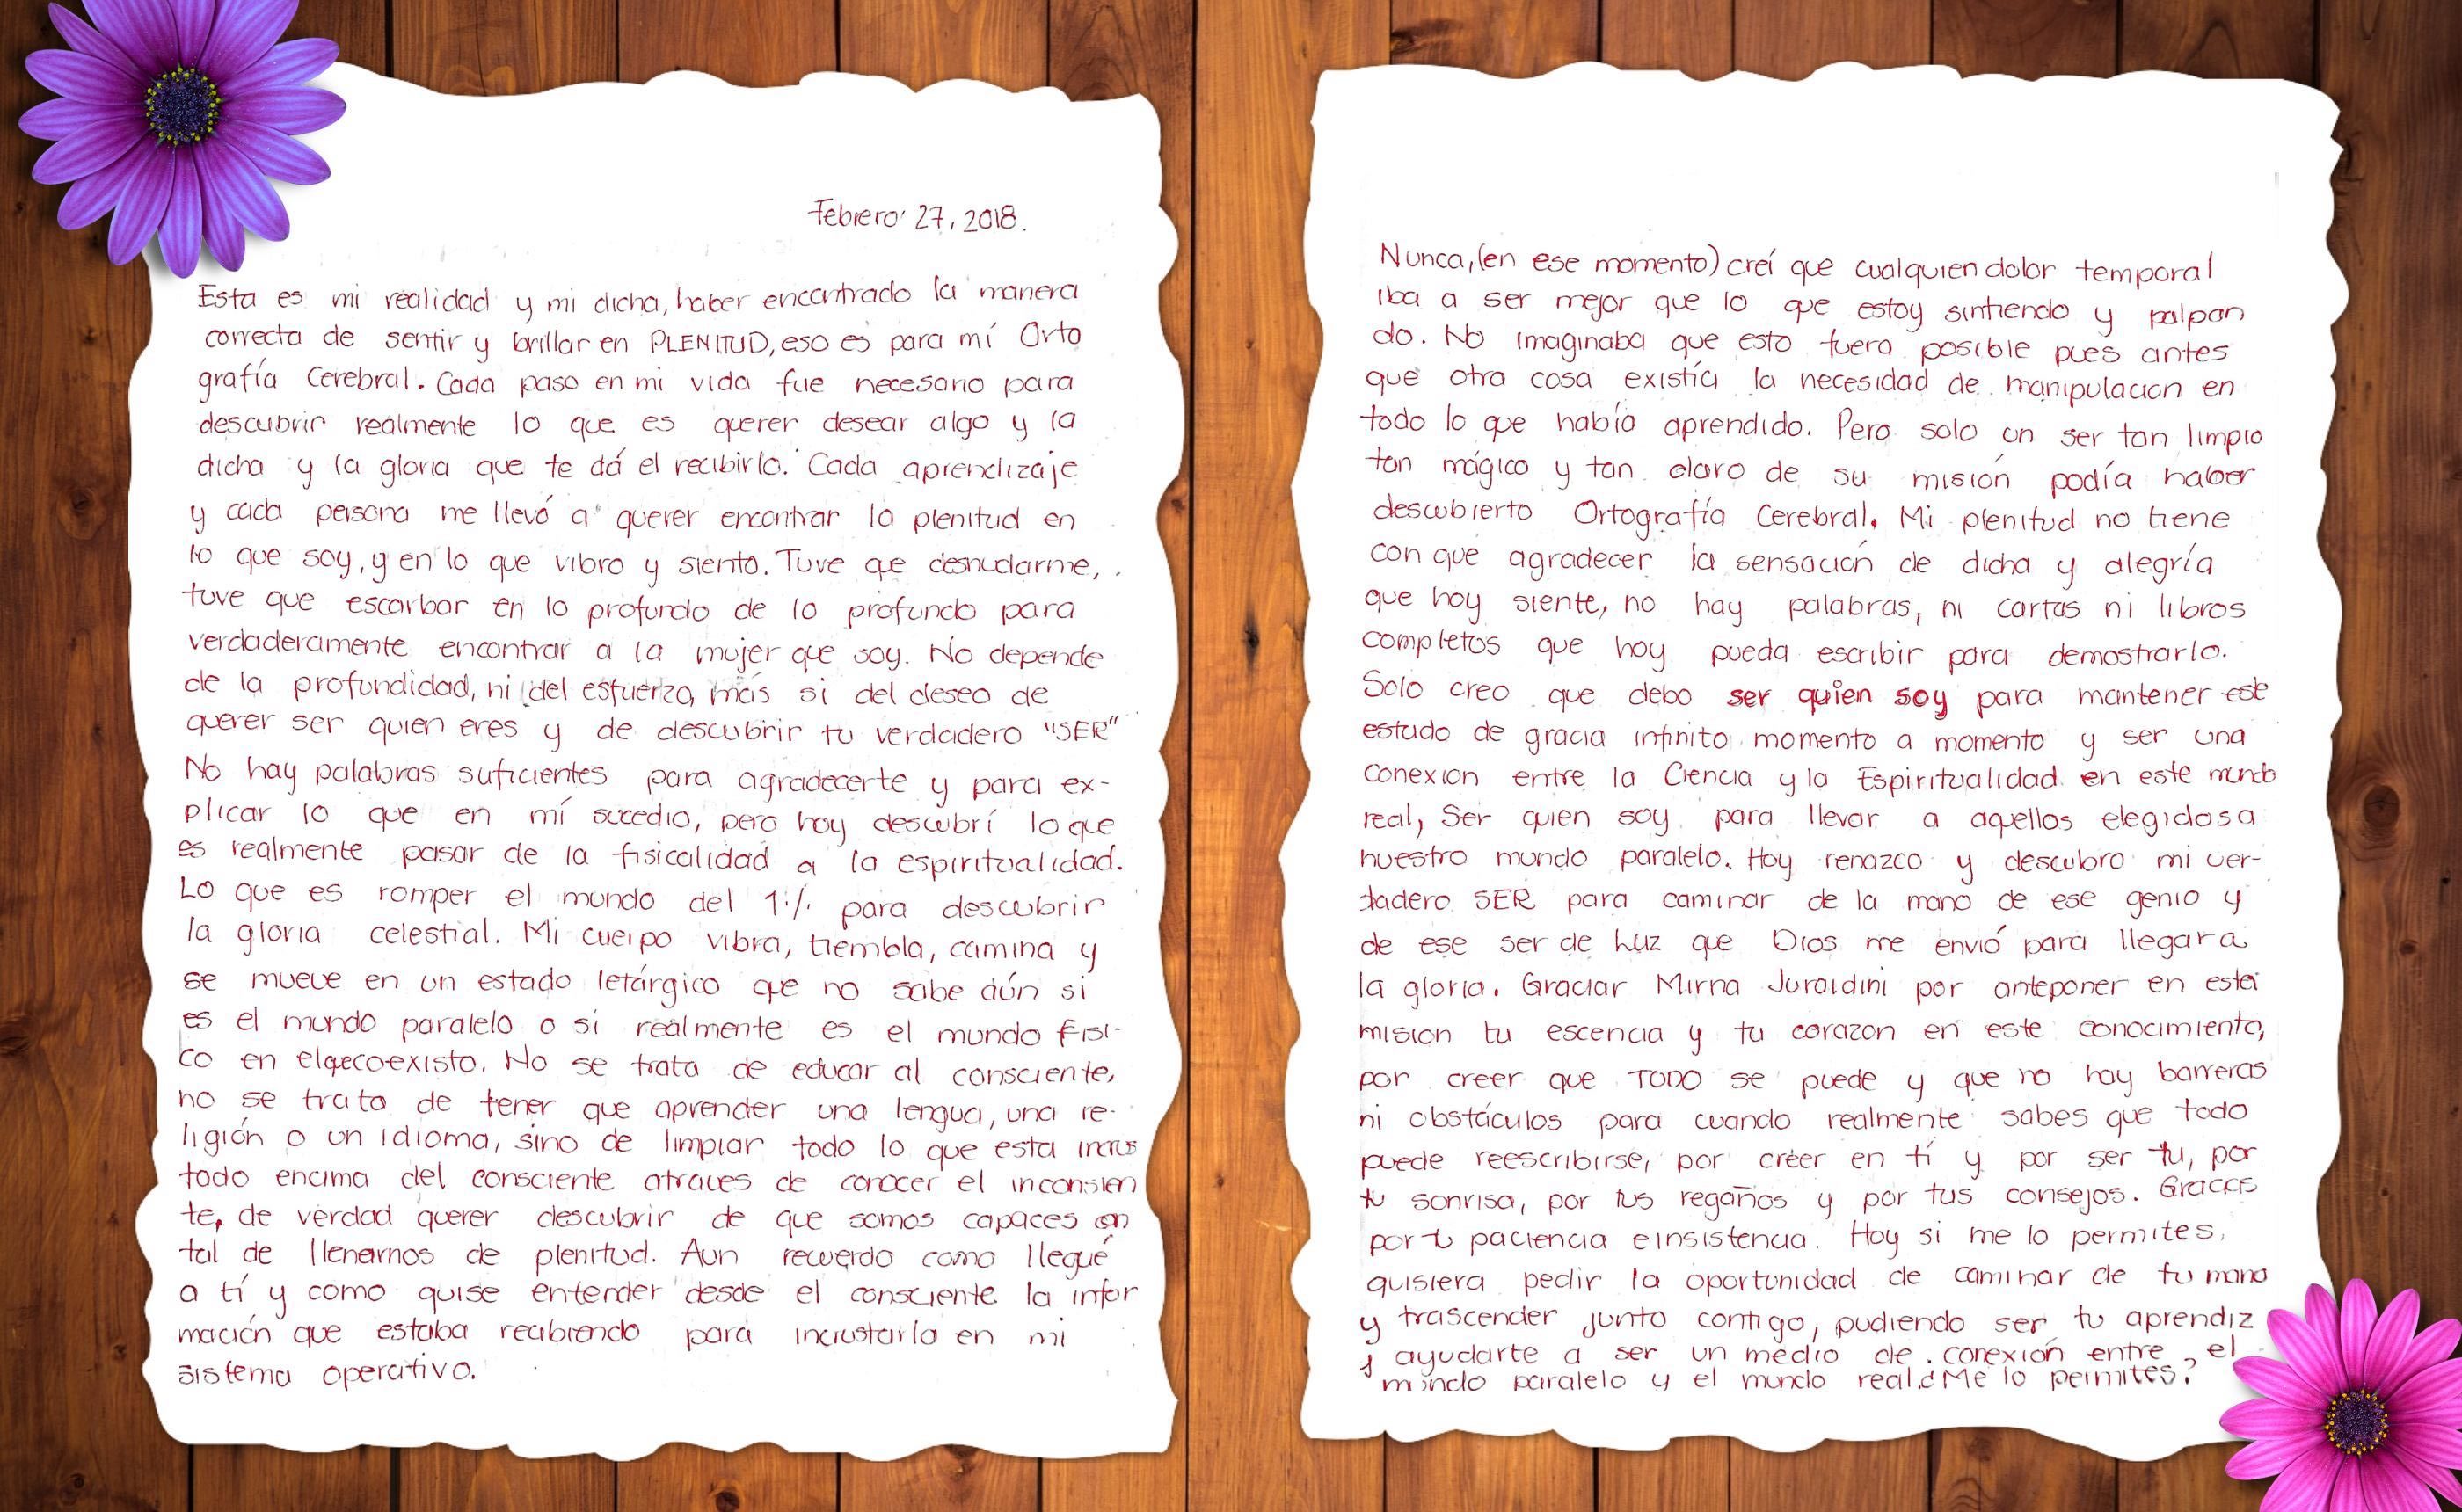 Febrero 27, 2018.
Esta es mi realidad y mi dicha, haber encontrado la manera
correcta de sentir y brillar en PLENITUD, eso es para mí Orto
grafía Cerebral. Cada paso en mi vida fue necesario para
descubrir realmente lo que es querer desear algo y la
dicha y la gloria que te dá el recibirlo. Cada aprendizaje
y cada persona me llevó a querer encontrar la plenitud en
lo que soy, y en lo que vibro y siento. Tuve que desnudarme,
tuve que escarbar en lo profundo de lo profundo para
verdaderamente encontrar a la mujer que soy. No depende
de la profundidad, ni del esfuerzo, más si del deseo de
querer ser quien eres y de descubrir tu verdadero "SER"
No hay palabras suficientes para agradecerte y para ex-
plicar lo que en mí sucedio, pero hoy descubrí lo que
es realmente pasar de la fisicalidad a la espiritualidad.
Lo que es romper el mundo del 1% para descubrir
la gloria celestial. Mi cuerpo vibra, tiembla, camina y
se mueve en un estado letárgico que no sabe aún si
es el mundo paralelo o si realmente es el mundo físi-
co en el que coexisto. No se trata de educar al consciente,
no se trata de tener que aprender una lengua, una re-
ligión o un idioma, sino de limpiar todo lo que esta incrus
todo encima del consciente atraves de conocer el inconsien
te, de verdad querer descubrir de que somos capaces con
tal de llenarnos de plenitud. Aun recuerdo como llegué
a tí y como quise entender desde el consciente la infor
mación que estaba recibiendo para incrustarla en mi
sistema operativo.
Nunca, (en ese momento) creí que cualquien dolor temporal
iba a ser mejor que lo que estoy sintiendo y palpan
do. No imaginaba que esto fuera posible pues antes
que otra cosa existía la necesidad de manipulacion en
todo lo que había aprendido. Pero solo un ser tan limpio
tan mágico y tan claro de su misión podía haber
descubierto Ortografía Cerebral. Mi plenitud no tiene
con qué agradecer la sensación de dicha y alegría
que hoy siente, no hay palabras, ni cartas ni libros
completos que hoy pueda escribir para demostrarlo.
Solo creo que debo ser quien soy para mantener este
estado de gracia infinito momento a momento y ser una
conexion entre la Ciencia y la Espiritualidad en este mundo
real, Ser quien soy para llevar a aquellos elegidos a
nuestro mundo paralelo. Hoy renazco y descubro mi ver-
dadero SER para caminar de la mano de ese genio y
de ese ser de luz que Dios me envió para llegar a
la gloria. Graciar Mirna Juraidini por anteponer en esta
mision tu escencia y tu corazon en este conocimiento,
por creer que TODO se puede y que no hay barreras
ni obstáculos para cuando realmente sabes que todo
puede reescribirse, por créer en tí y por ser tu, por
tu sonrisa, por tus regaños y por tus consejos. Gracias
por tu paciencia e insistencia. Hoy si me lo permites,
quisiera pedir la oportunidad de caminar de tu mano
y trascender junto contigo, pudiendo ser tu aprendiz
y ayudarte a ser un medio de conexión entre el
mundo paralelo y el mundo real. ¿Me lo permites?